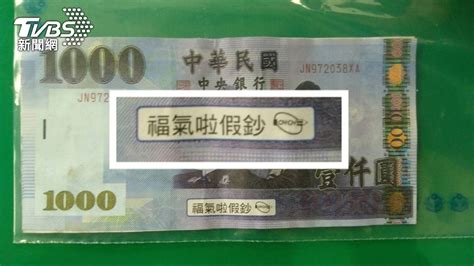 TVBS
新聞網
1000
中華民國
JN972038XA
中央銀行
JN972
福氣啦假鈔
1000
壹仟圓
福氣啦假鈔